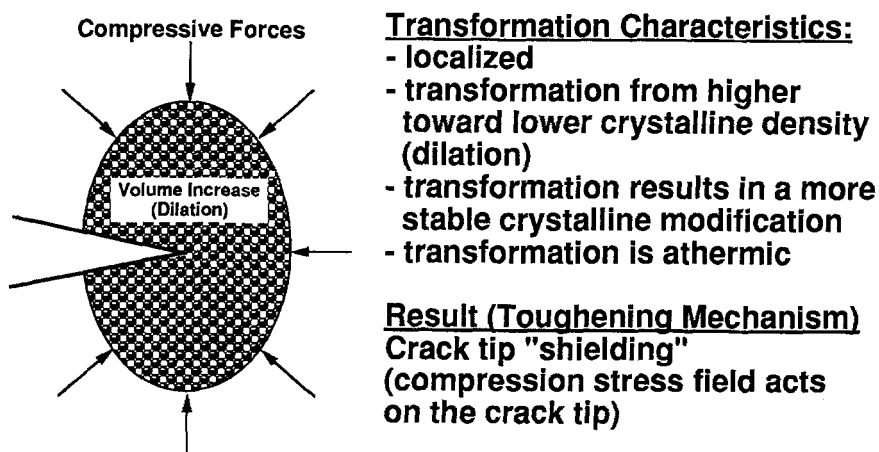 Compressive Forces
Volume Increase
(Dilation)
Transformation Characteristics:
- localized
- transformation from higher
toward lower crystalline density
(dilation)
- transformation results in a more
stable crystalline modification
- transformation is athermic
Result (Toughening Mechanism)
Crack tip "shielding"
(compression stress field acts
on the crack tip)